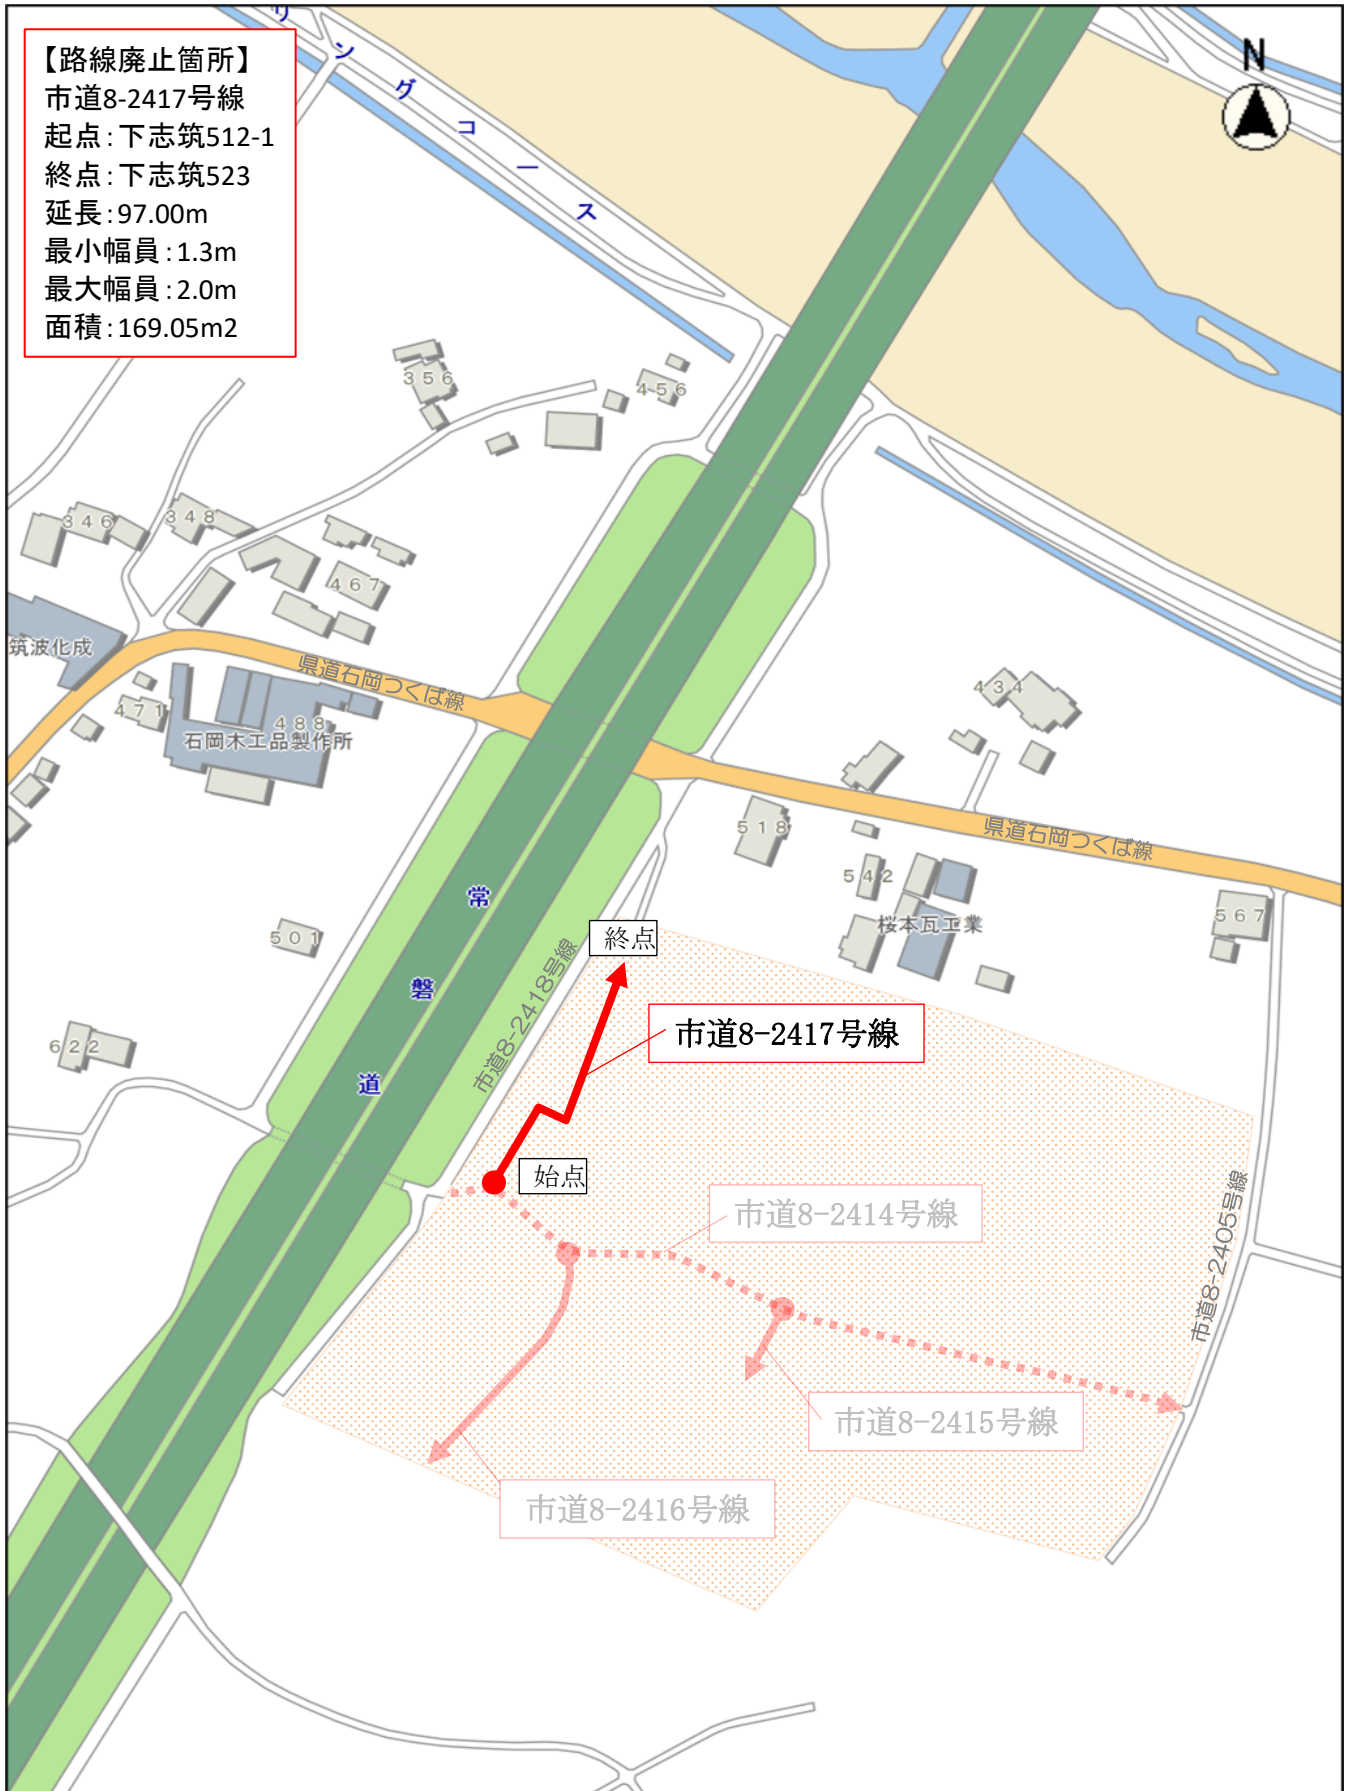 【路線廃止箇所】
市道8-2417号線
起点:下志筑512-1
終点:下志筑523
延長:97.00m
最小幅員:1.3m
最大幅員:2.0m
面積:169.05m2
N
リングコース
356
456
346
348
467
筑波化成
県道石岡つくば線
471
488
石岡木工品製作所
434
518
県道石岡つくば線
542
桜本瓦工業
567
常磐道
501
終点
市道8-2418号線
市道8-2417号線
622
始点
市道8-2414号線
市道8-2405号線
市道8-2415号線
市道8-2416号線